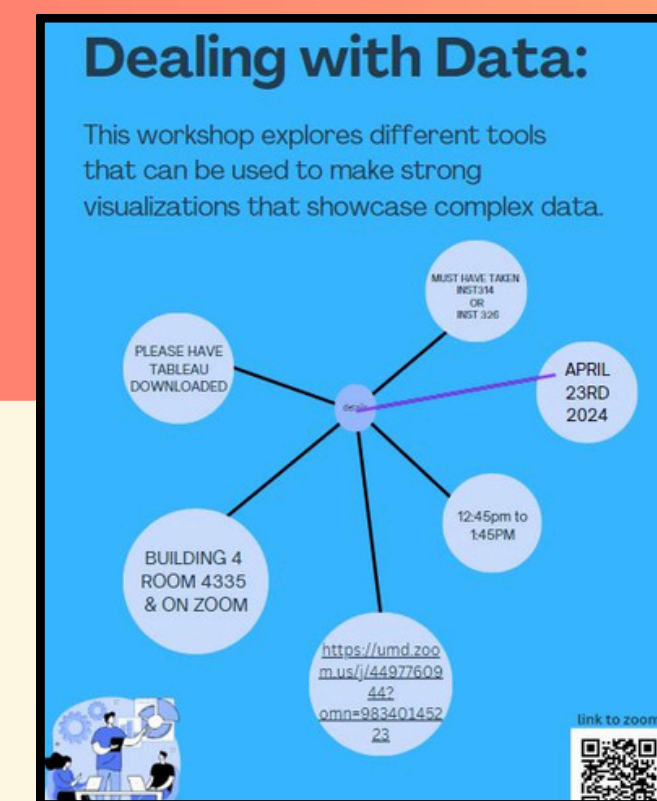 Dealing with Data:
This workshop explores different tools
that can be used to make strong
visualizations that showcase complex data.
MUST HAVE TAKEN
INST314
OR
INST 326
PLEASE HAVE
TABLEAU
DOWNLOADED
APRIL
23RD
2024
details
12:45pm to
1:45PM
BUILDING 4
ROOM 4335
& ON ZOOM
https://umd.zoo
m.us/j/44977609
44?
omn=983401452
23
link to zoom